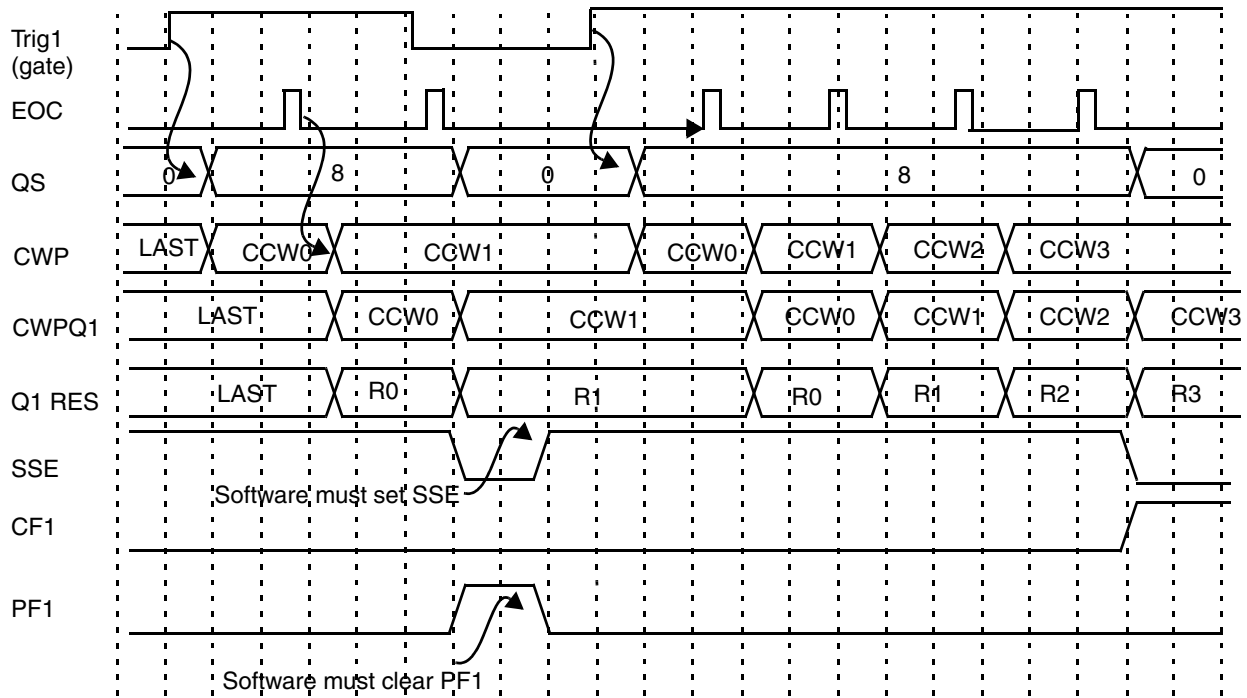 Trig1
(gate)
EOC
QS 0 8 0 8 0
CWP LAST CCW0 CCW1 CCW0 CCW1 CCW2 CCW3
CWPQ1 LAST CCW0 CCW1 CCW0 CCW1 CCW2 CCW3
Q1 RES LAST R0 R1 R0 R1 R2 R3
SSE
Software must set SSE
CF1
PF1
Software must clear PF1